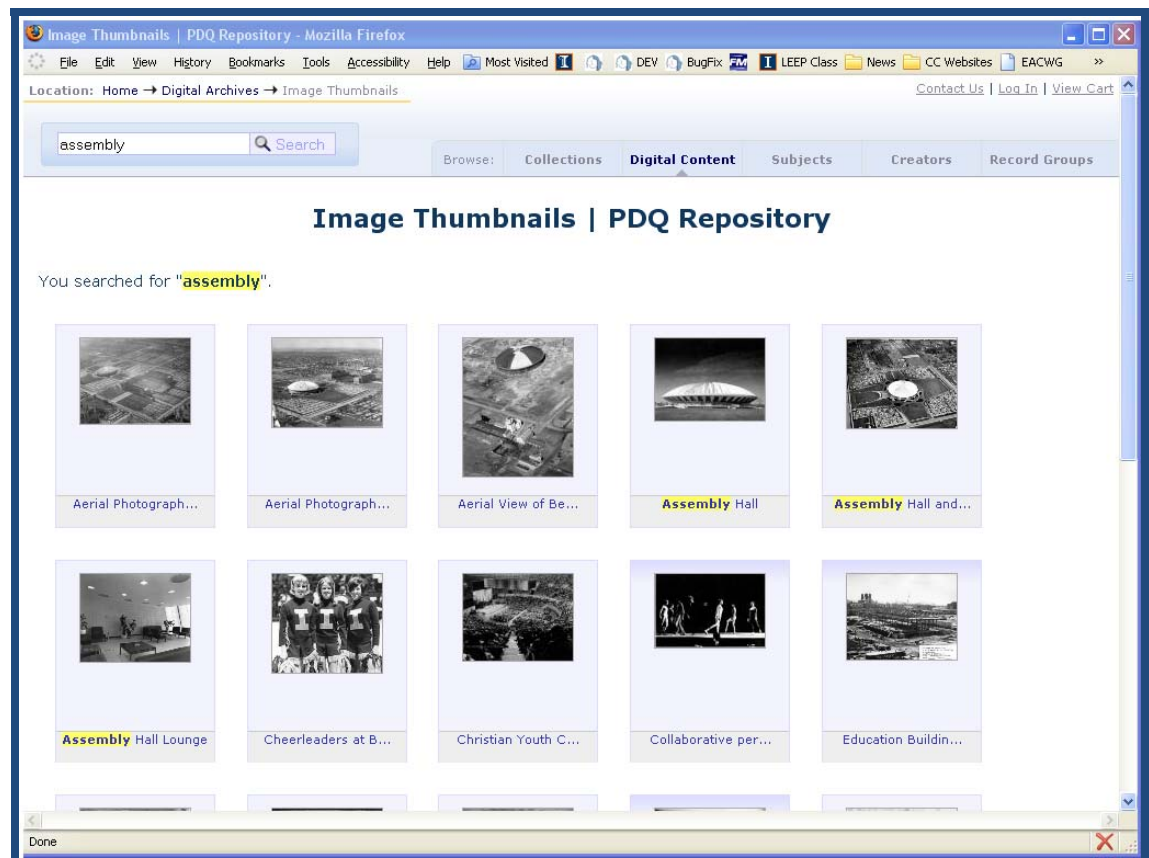 Image Thumbnails | PDQ Repository - Mozilla Firefox
File Edit View History Bookmarks Tools Accessibility Help Most Visited DEV BugFix FM LEEP Class News CC Websites EACWG »
Location: Home → Digital Archives → Image Thumbnails
Contact Us | Log In | View Cart
assembly Search
Browse: Collections Digital Content Subjects Creators Record Groups
Image Thumbnails | PDQ Repository
You searched for "assembly".
Aerial Photograph... Aerial Photograph... Aerial View of Be... Assembly Hall Assembly Hall and...
Assembly Hall Lounge Cheerleaders at B... Christian Youth C... Collaborative per... Education Buildin...
Done